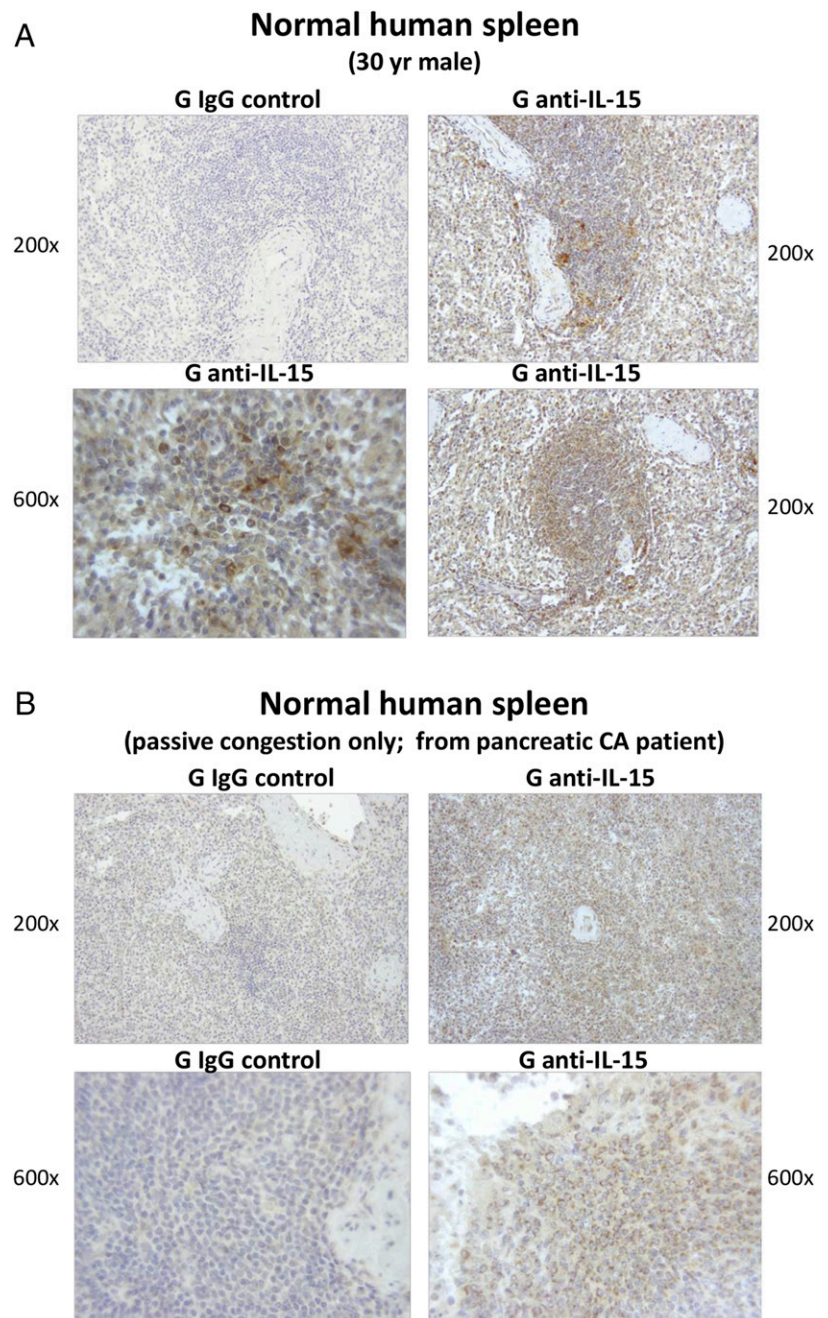 A
Normal human spleen
(30 yr male)
G IgG control
G anti-IL-15
200x
200x
G anti-IL-15
G anti-IL-15
600x
200x
B
Normal human spleen
(passive congestion only; from pancreatic CA patient)
G IgG control
G anti-IL-15
200x
200x
G IgG control
G anti-IL-15
600x
600x